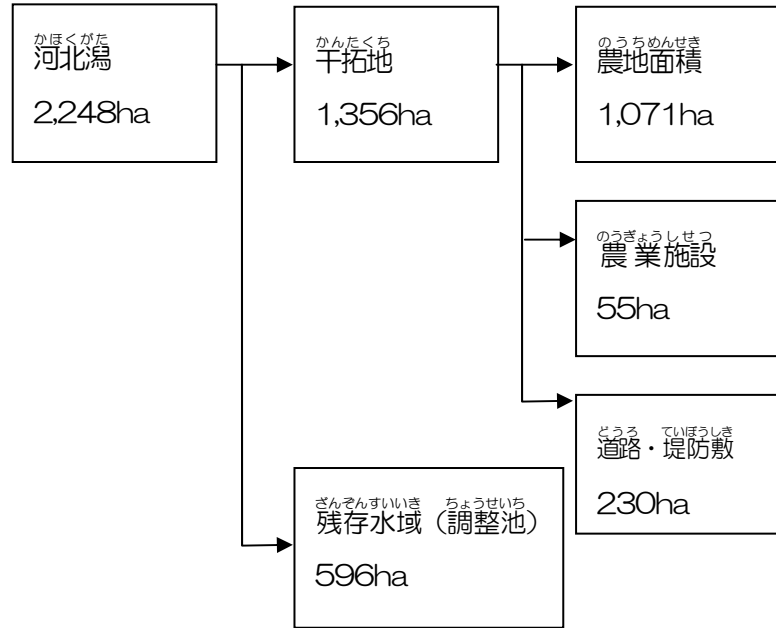 かほくがた
河北潟
2,248ha
かんたくち
干拓地
1,356ha
のうちめんせき
農地面積
1,071ha
のうぎょうしせつ
農業施設
55ha
どうろ ていぼうしき
道路・堤防敷
230ha
ざんぞんすいいき ちょうせいち
残存水域（調整池）
596ha